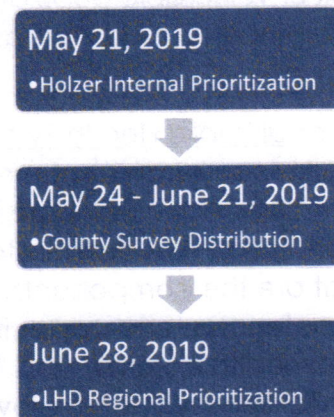 May 21, 2019
•Holzer Internal Prioritization
May 24 - June 21, 2019
•County Survey Distribution
June 28, 2019
•LHD Regional Prioritization